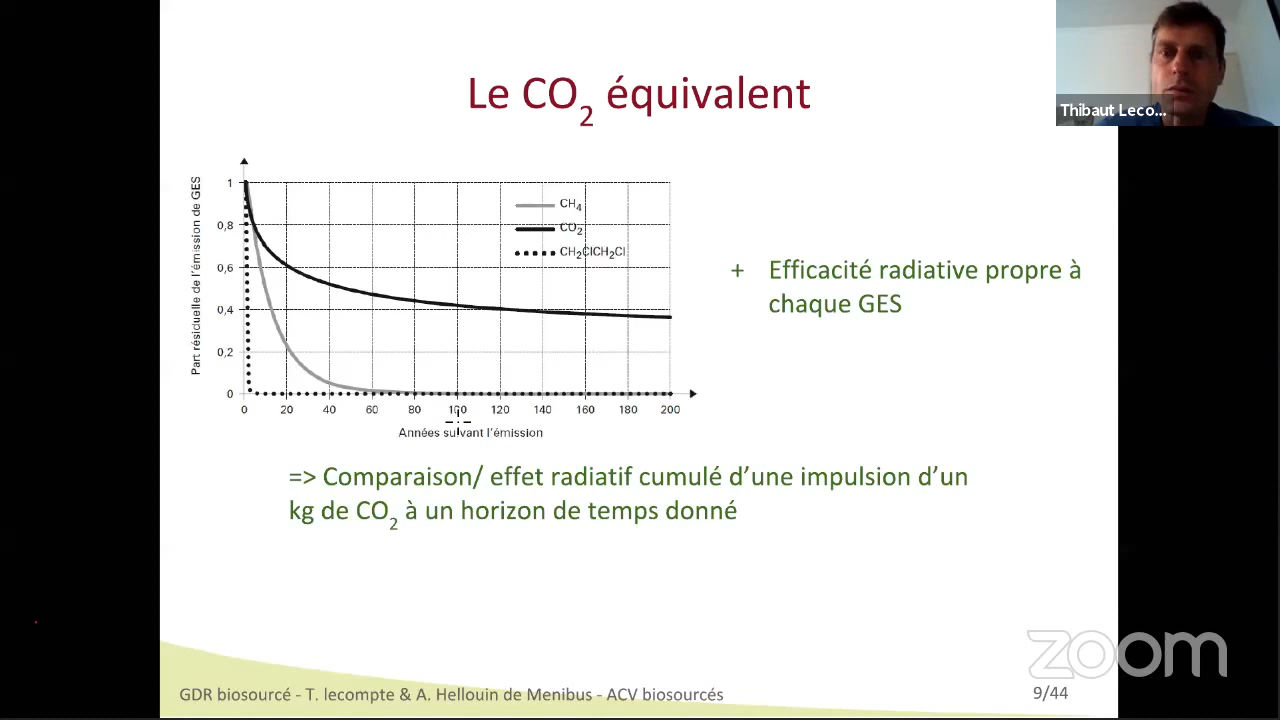 Le CO2 équivalent
Thibaut Leco...
Part résiduelle de l'émission de GES
1
0,8
0,6
0,4
0,2
0
CH4
CO2
CH2ClCH2Cl
0 20 40 60 80 100 120 140 160 180 200
Années suivant l'émission
+ Efficacité radiative propre à
chaque GES
=> Comparaison/ effet radiatif cumulé d'une impulsion d'un
kg de CO2 à un horizon de temps donné
zoom
GDR biosourcé - T. lecompte & A. Hellouin de Menibus - ACV biosourcés
9/44